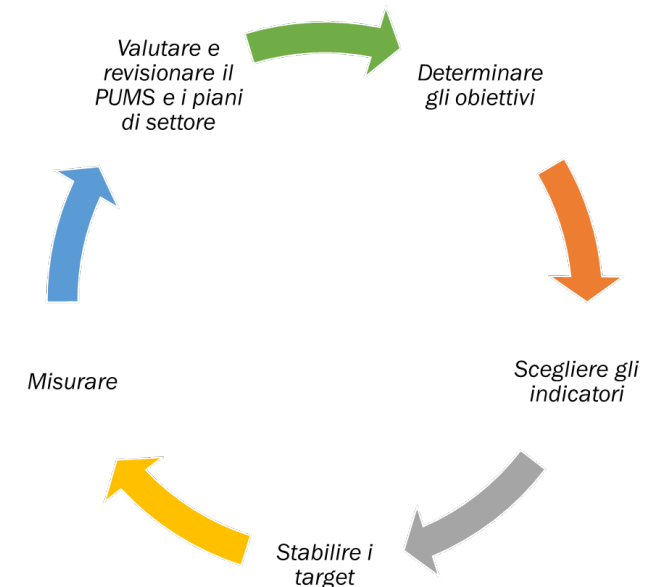 Valutare e
revisionare il
PUMS e i piani
di settore
Determinare
gli obiettivi
Scegliere gli
indicatori
Stabilire i
target
Misurare